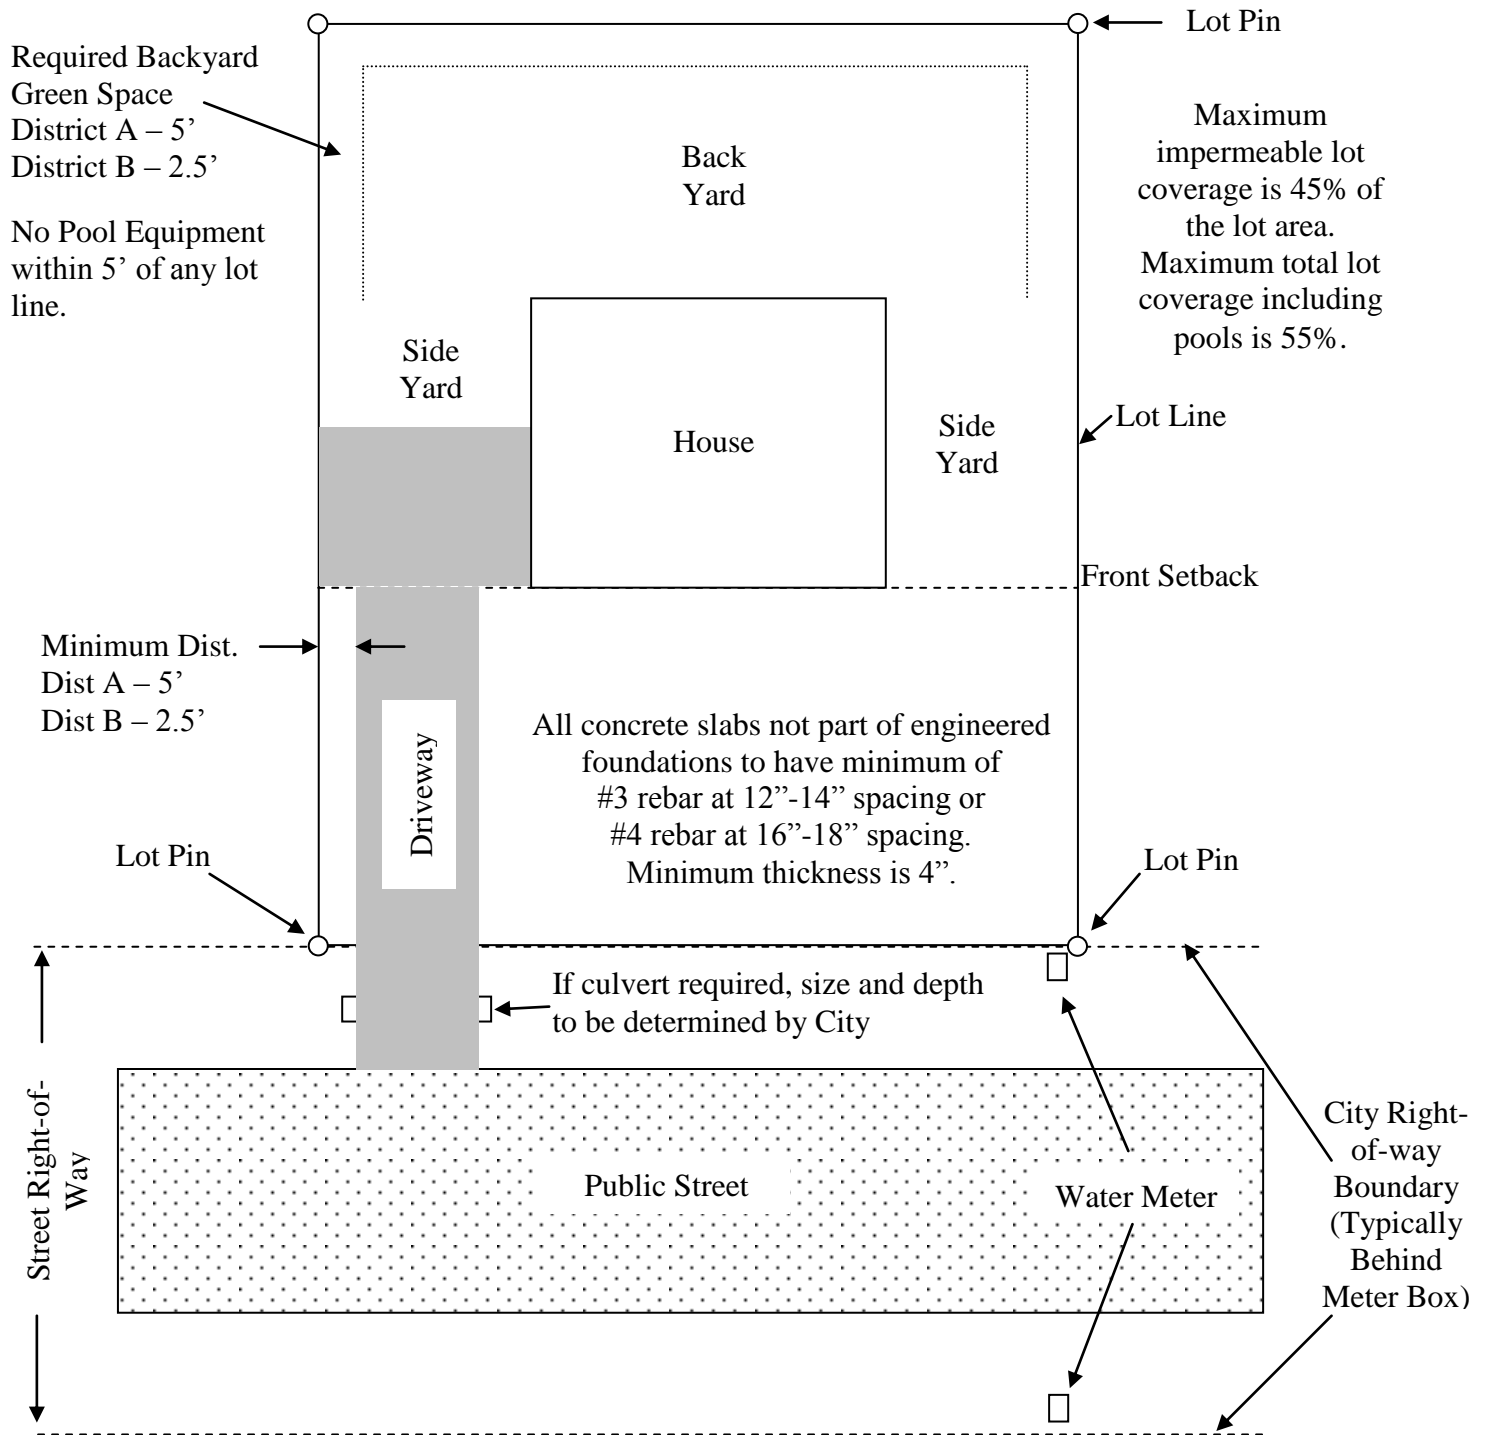 Lot Pin
Required Backyard
Green Space
District A – 5’
District B – 2.5’
No Pool Equipment
within 5’ of any lot
line.
Back
Yard
Maximum
impermeable lot
coverage is 45% of
the lot area.
Maximum total lot
coverage including
pools is 55%.
Side
Yard
House
Side
Yard
Lot Line
Front Setback
Minimum Dist.
Dist A – 5’
Dist B – 2.5’
Driveway
All concrete slabs not part of engineered
foundations to have minimum of
#3 rebar at 12”-14” spacing or
#4 rebar at 16”-18” spacing.
Minimum thickness is 4”.
Lot Pin
Lot Pin
If culvert required, size and depth
to be determined by City
Street Right-of-
Way
Public Street
Water Meter
City Right-
of-way
Boundary
(Typically
Behind
Meter Box)